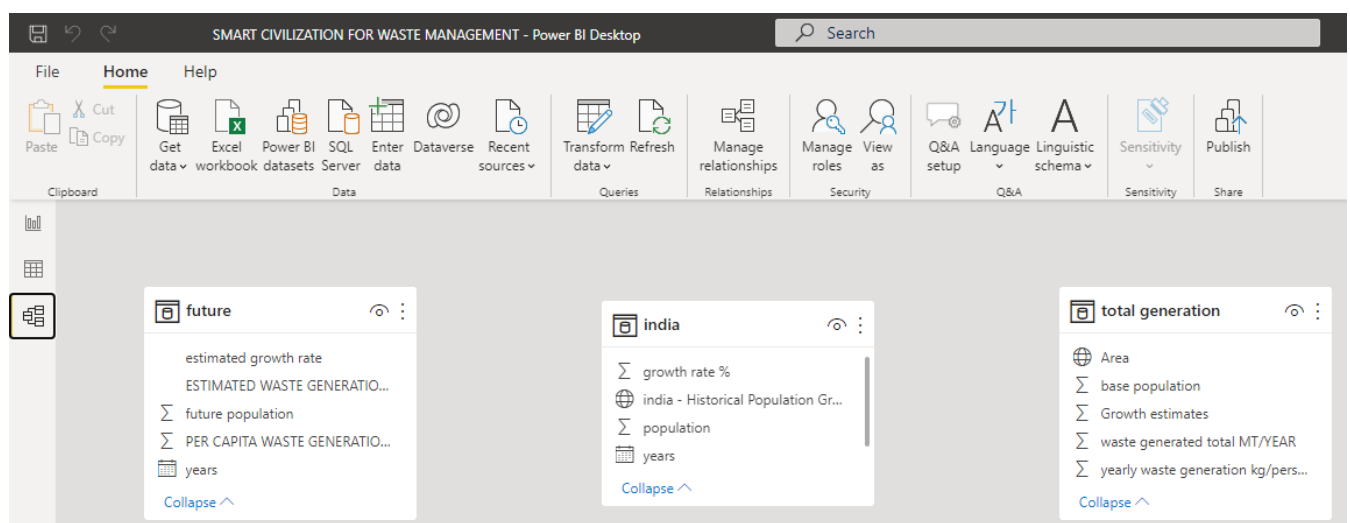 SMART CIVILIZATION FOR WASTE MANAGEMENT - Power BI Desktop
Search
File Home Help
Paste
Cut
Copy
Clipboard
Get data
Excel workbook
Power BI datasets
SQL Server
Enter data
Dataverse
Recent sources
Data
Transform data
Refresh
Queries
Manage relationships
Relationships
Manage roles
View as
Security
Q&A setup
Language
Linguistic schema
Q&A
Sensitivity
Sensitivity
Publish
Share
future
estimated growth rate
ESTIMATED WASTE GENERATIO...
future population
PER CAPITA WASTE GENERATIO...
years
Collapse
india
growth rate %
india - Historical Population Gr...
population
years
Collapse
total generation
Area
base population
Growth estimates
waste generated total MT/YEAR
yearly waste generation kg/pers...
Collapse